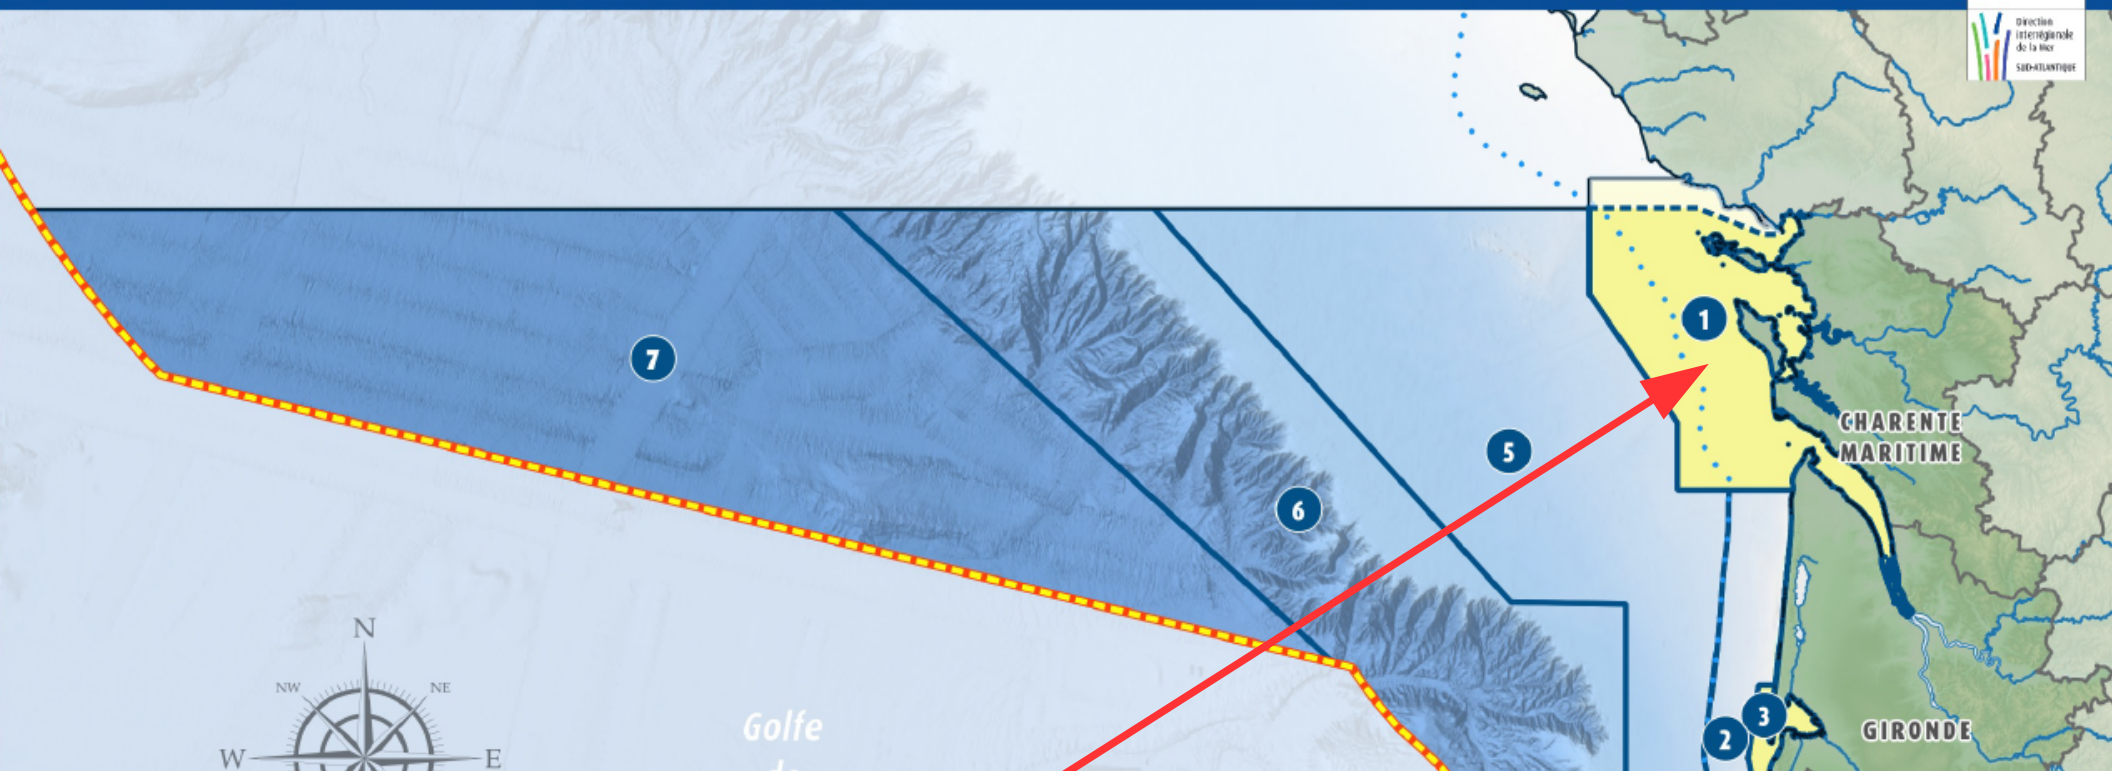 Direction
interrégionale
de la Mer
SUD-ATLANTIQUE
1
7
CHARENTE
MARITIME
5
6
N
NW
NE
Golfe
3
GIRONDE
2
W
E